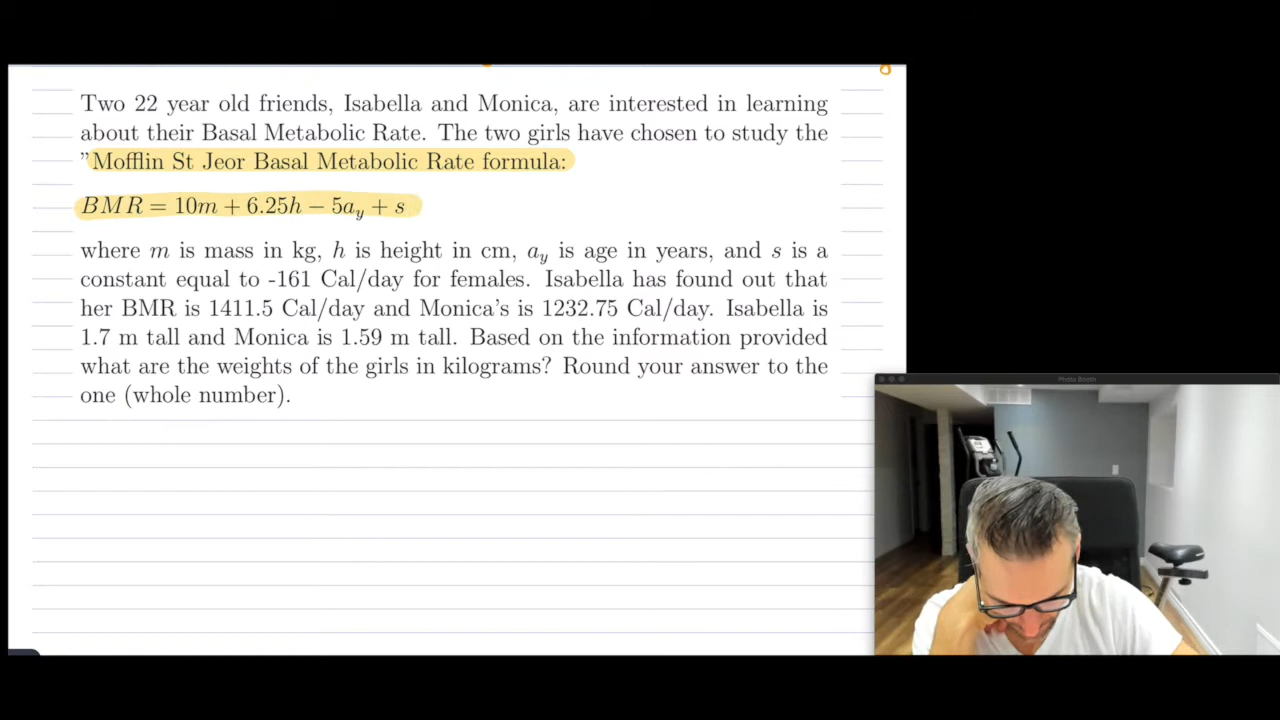 Two 22 year old friends, Isabella and Monica, are interested in learning
about their Basal Metabolic Rate. The two girls have chosen to study the
"Mofflin St Jeor Basal Metabolic Rate formula:
BMR = 10m + 6.25h − 5a_y + s
where m is mass in kg, h is height in cm, a_y is age in years, and s is a
constant equal to -161 Cal/day for females. Isabella has found out that
her BMR is 1411.5 Cal/day and Monica's is 1232.75 Cal/day. Isabella is
1.7 m tall and Monica is 1.59 m tall. Based on the information provided
what are the weights of the girls in kilograms? Round your answer to the
one (whole number).
Photo Booth